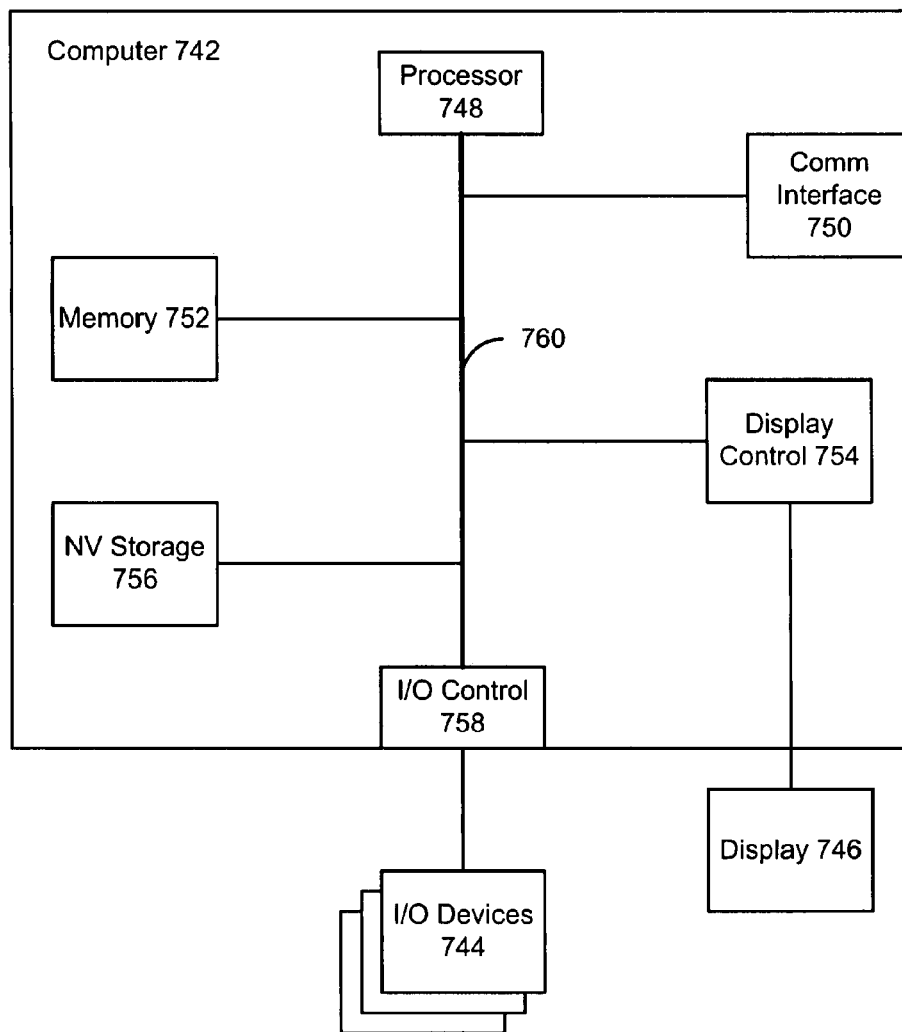 Computer 742
Processor
748
Comm
Interface
750
Memory 752
760
Display
Control 754
NV Storage
756
I/O Control
758
Display 746
I/O Devices
744